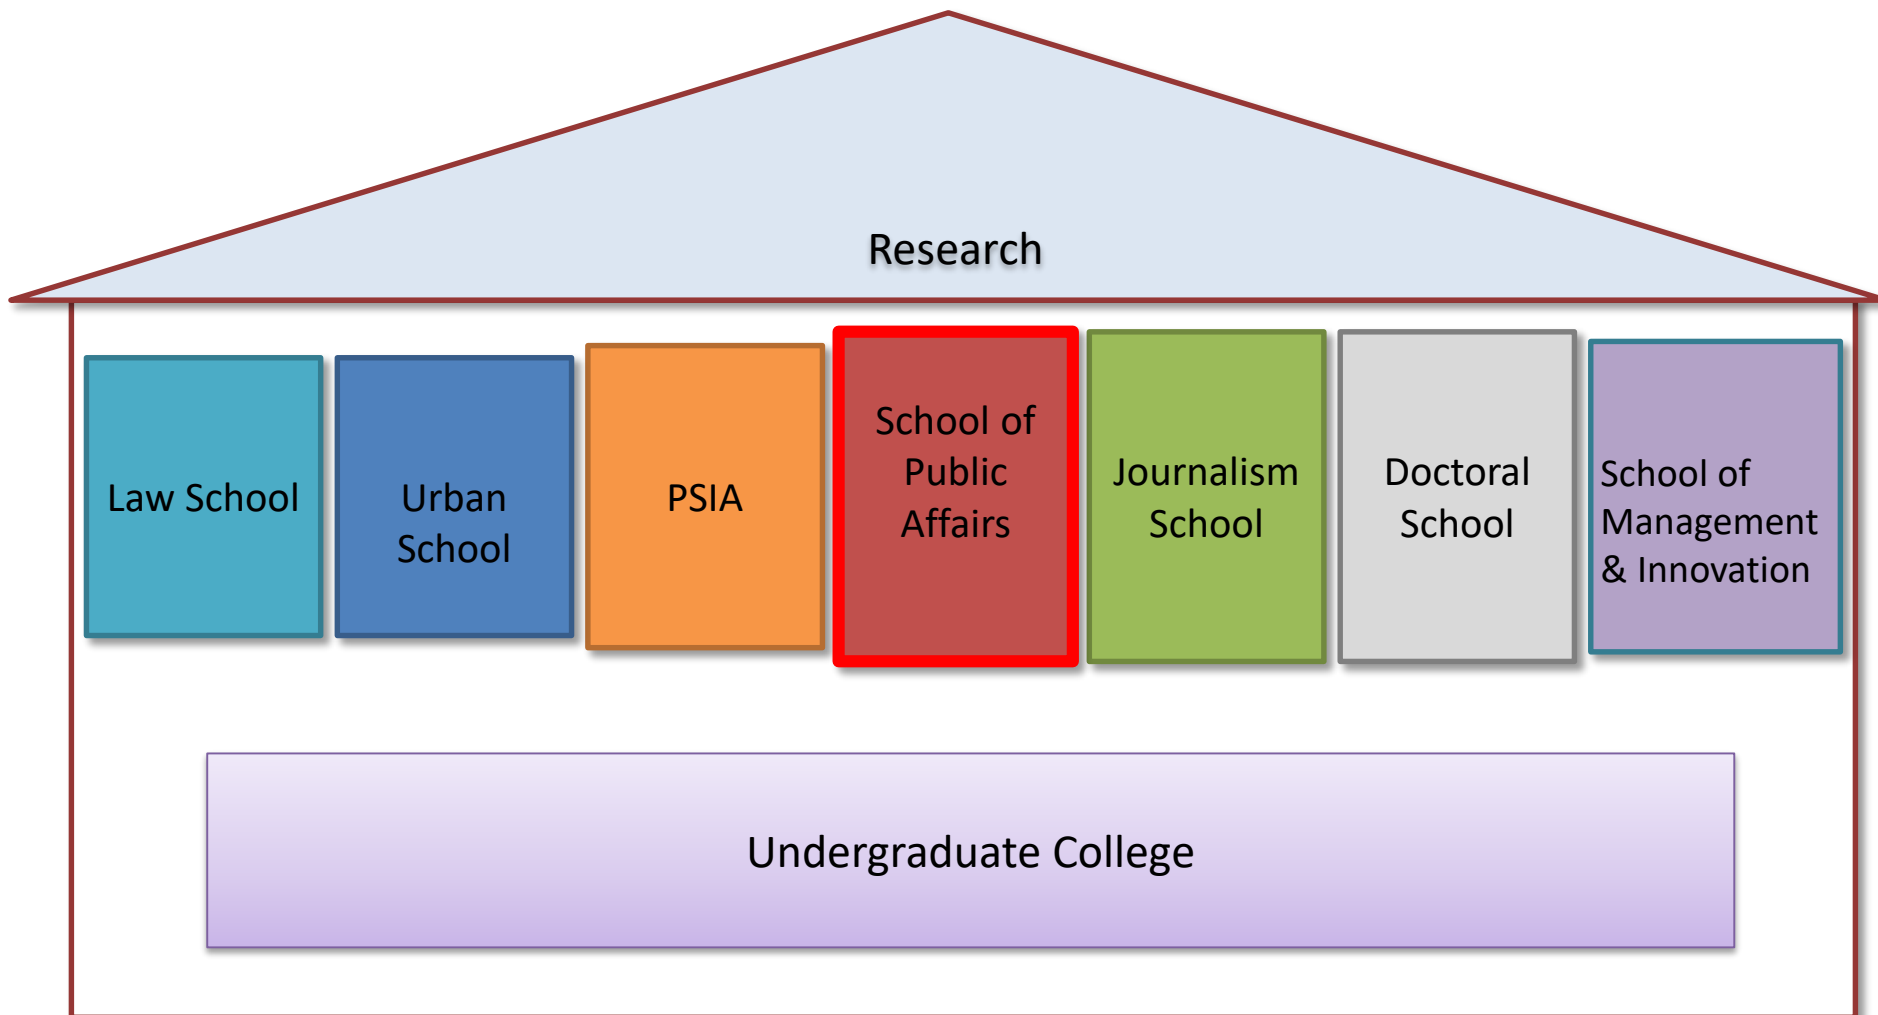 Research
Law School
Urban
School
PSIA
School of
Public
Affairs
Journalism
School
Doctoral
School
School of
Management
& Innovation
Undergraduate College